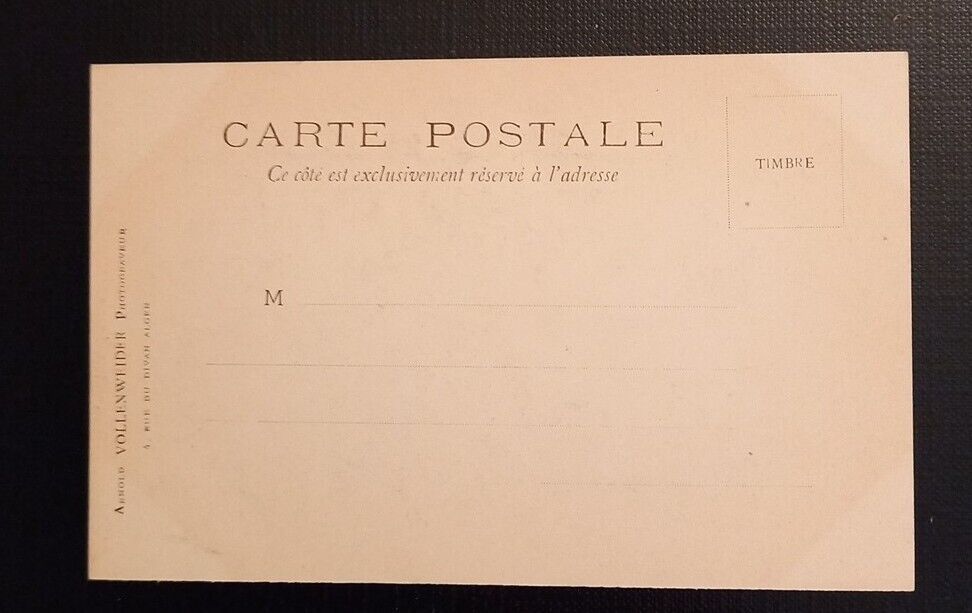 CARTE POSTALE
Ce côté est exclusivement réservé à l'adresse
TIMBRE
M
ARNOLD VOLLENWEIDER PHOTOGRAVEUR
4, RUE DU DIVAN ALGER